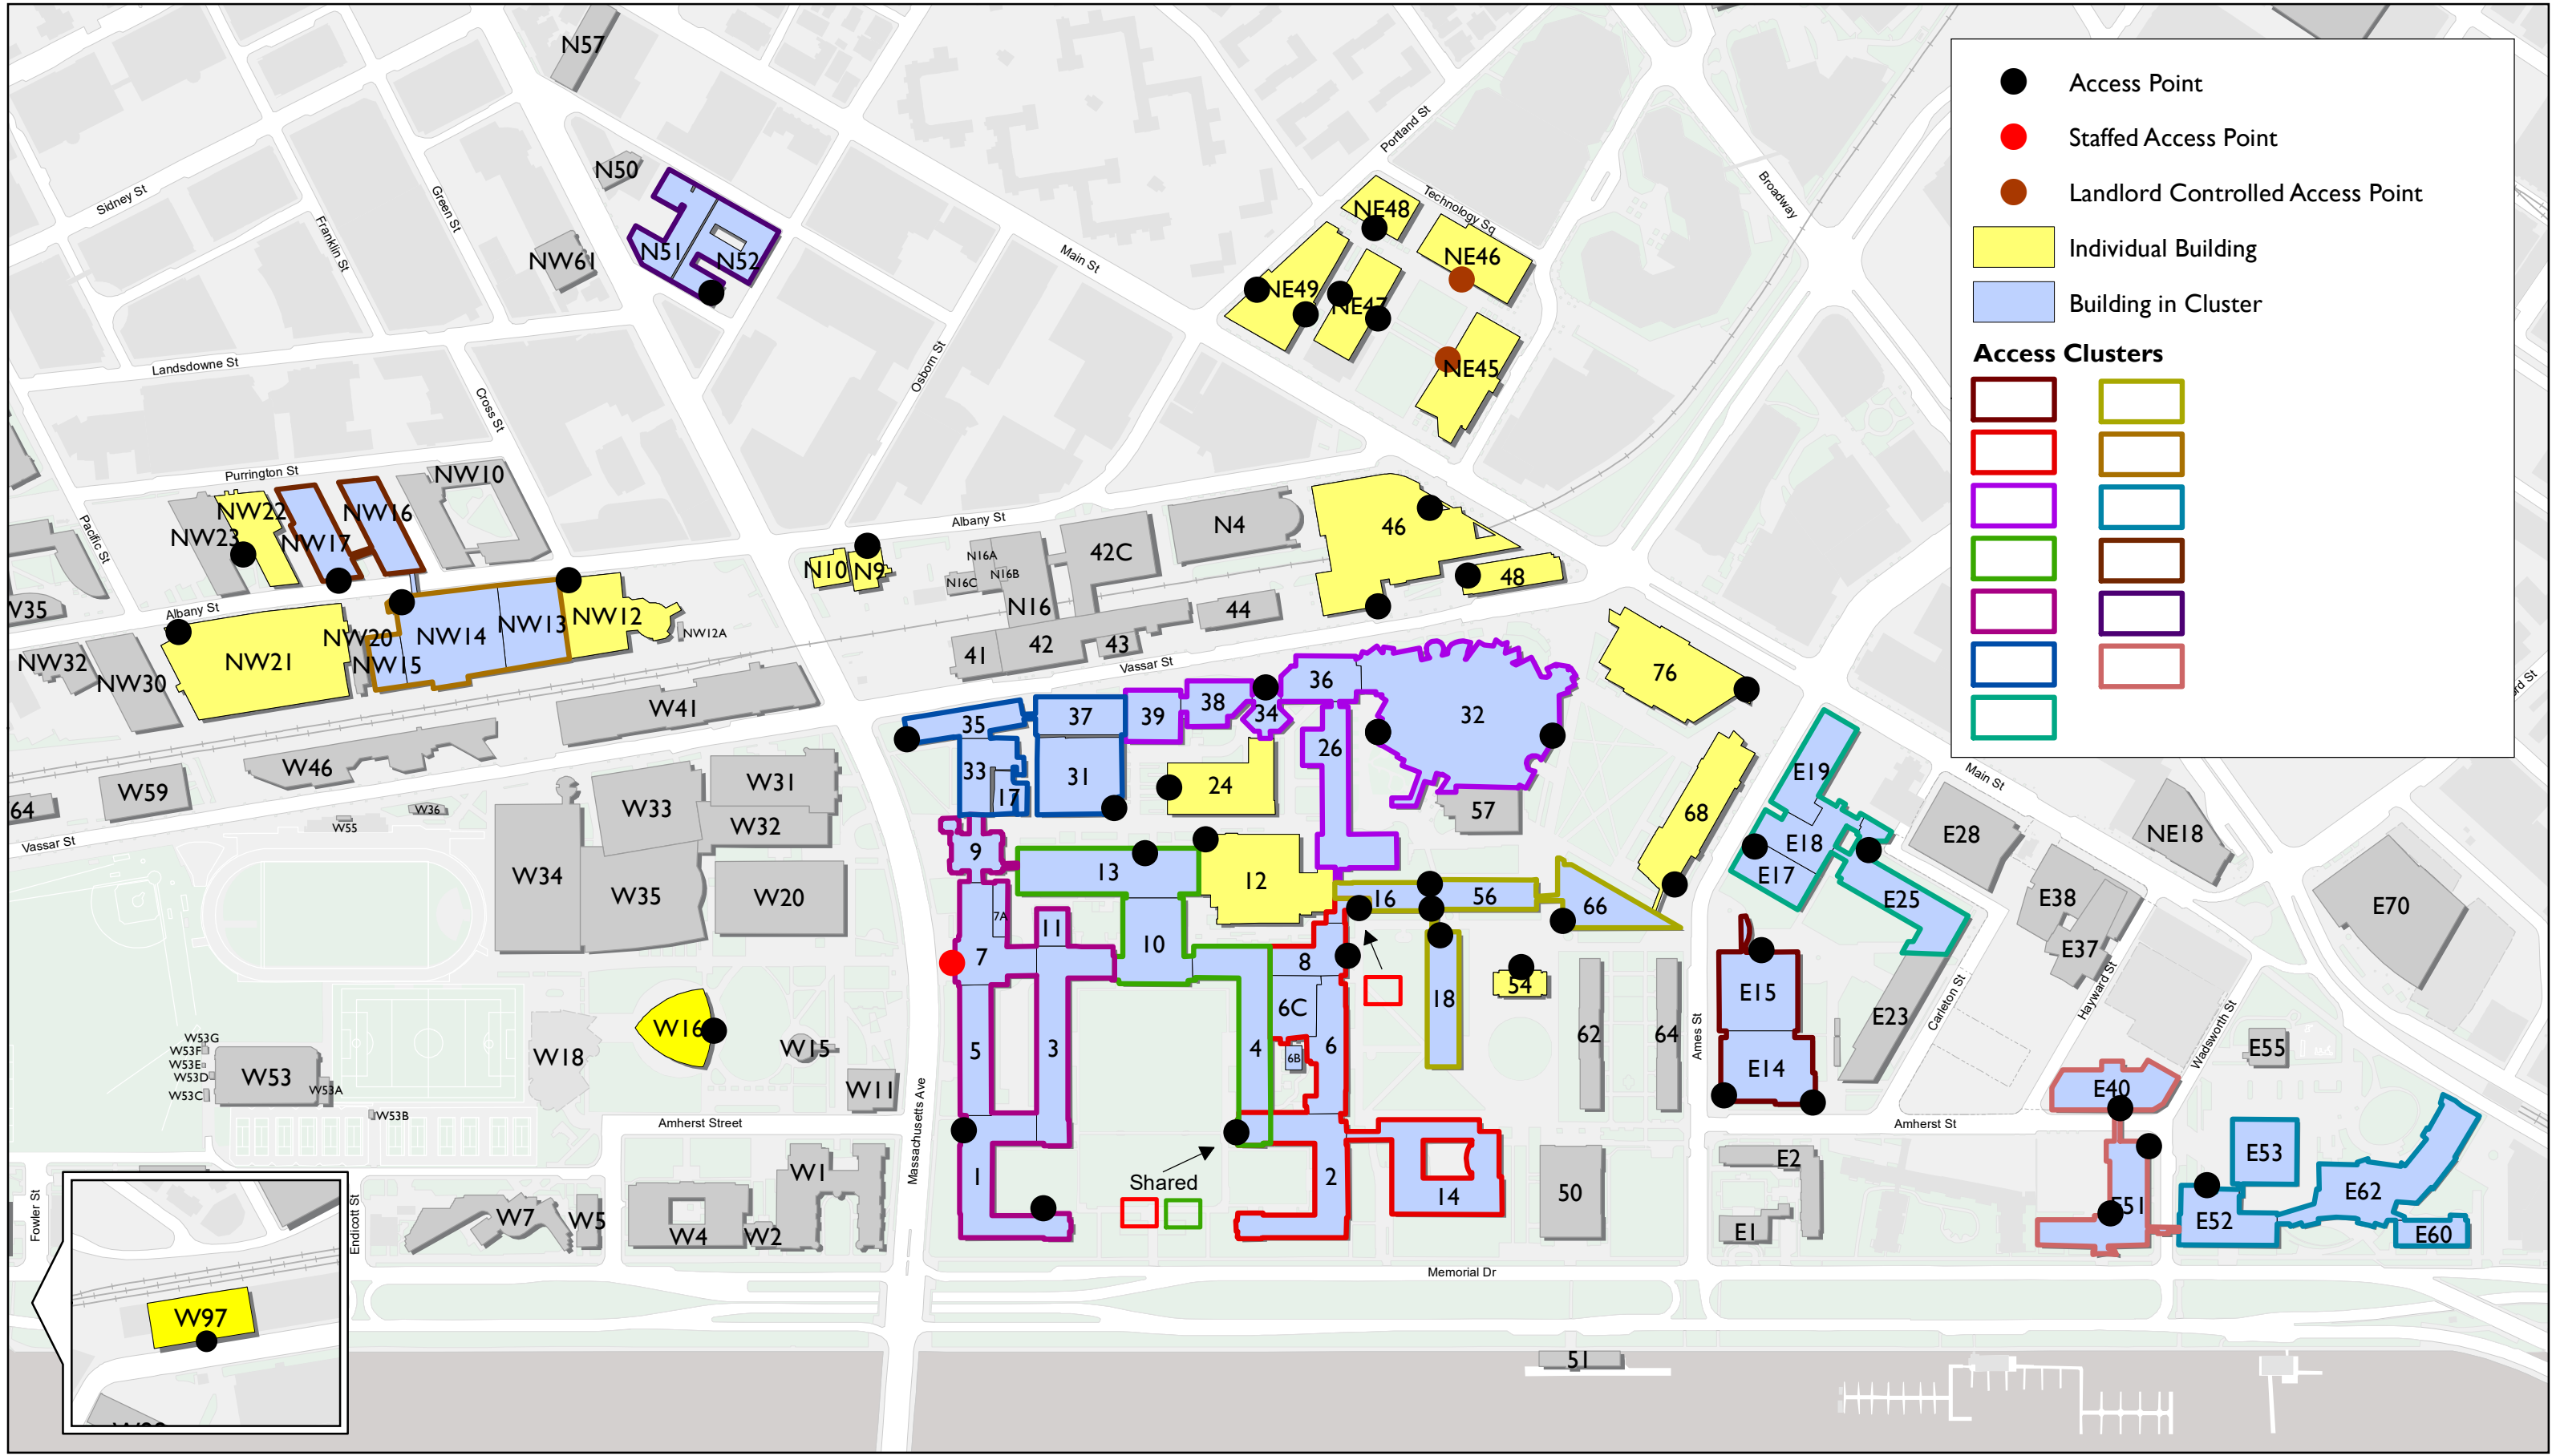 N57
Access Point
Staffed Access Point
Landlord Controlled Access Point
Individual Building
Building in Cluster
Access Clusters
Portland St
Technology Sq
Broadway
Main St
Sidney St
Franklin St
Green St
N50
NW61
N51
N52
NE48
NE46
NE49
NE47
NE45
Landsdowne St
Cross St
Osborn St
Purrington St
Pacific St
NW10
NW22
NW16
NW23
NW17
Albany St
N4
46
42C
N16A
N16B
N16C
N16
N10
N9
48
Albany St
NW20
NW14
NW13
NW12
NW12A
NW15
NW21
NW32
NW30
44
43
42
41
Vassar St
W41
76
36
32
38
39
34
37
35
26
33
31
17
24
57
68
W46
W59
64
W36
W55
Vassar St
W33
W31
W32
W34
W35
W20
E19
E18
E17
E25
Main St
E28
NE18
E38
E37
E70
9
13
12
16
56
66
7A
11
7
10
8
6C
18
54
62
64
Ames St
E15
E14
E23
Carleton St
Hayward St
Wadsworth St
E55
5
3
4
6B
6
W16
W15
W11
W18
W53G
W53F
W53E
W53D
W53C
W53
W53A
W53B
Amherst Street
Massachusetts Ave
Amherst St
E40
E53
E51
E52
E62
E60
E2
E1
50
14
2
1
Shared
W1
W2
W4
W5
W7
Endicott St
Fowler St
Memorial Dr
W97
51